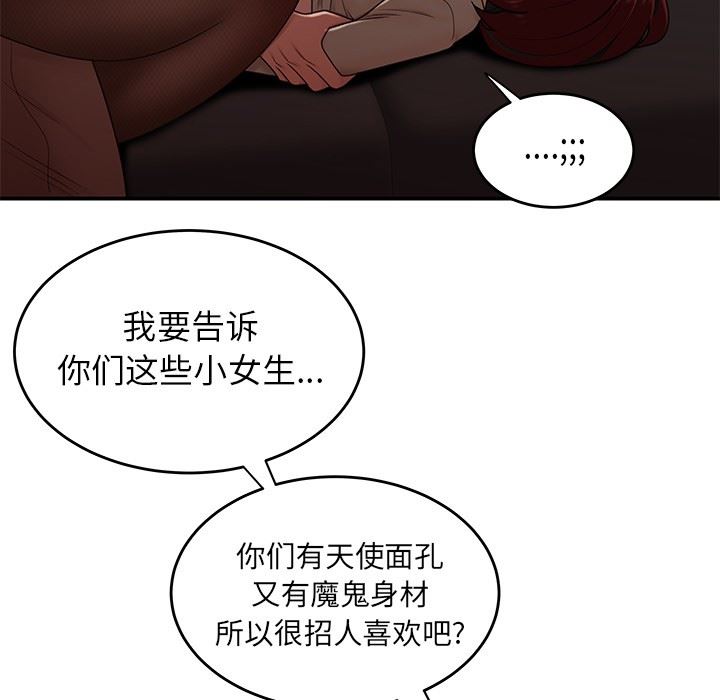 ....;;;
我要告诉
你们这些小女生...
你们有天使面孔
又有魔鬼身材
所以很招人喜欢吧?